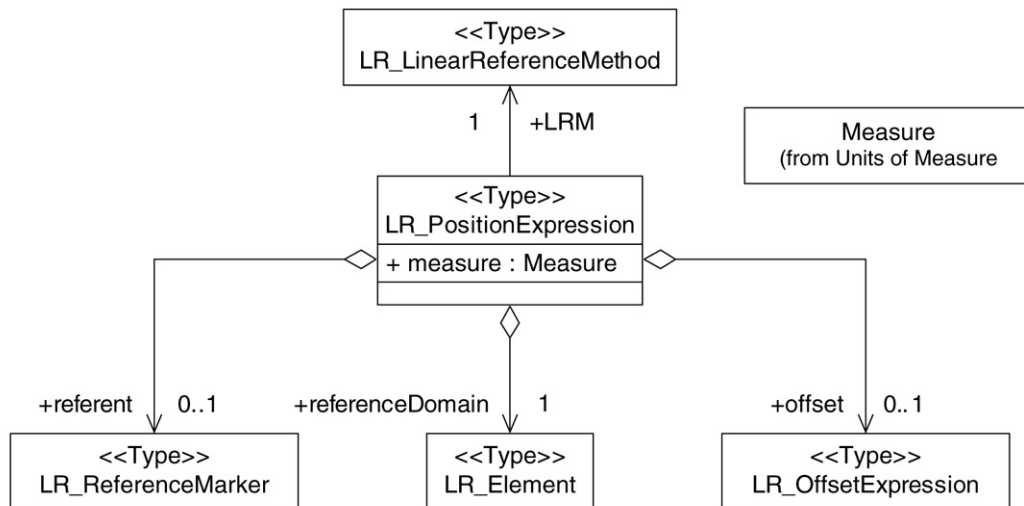 <<Type>>
LR_LinearReferenceMethod
1 +LRM
Measure
(from Units of Measure
<<Type>>
LR_PositionExpression
+ measure : Measure
+referent 0..1
+referenceDomain 1
+offset 0..1
<<Type>>
LR_ReferenceMarker
<<Type>>
LR_Element
<<Type>>
LR_OffsetExpression